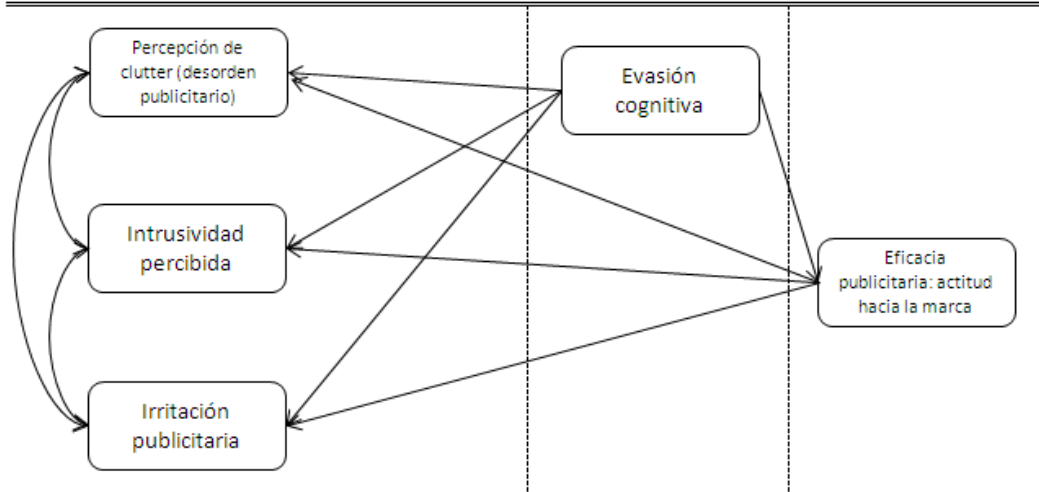 Percepción de
clutter (desorden
publicitario)
Evasión
cognitiva
Intrusividad
percibida
Eficacia
publicitaria: actitud
hacia la marca
Irritación
publicitaria